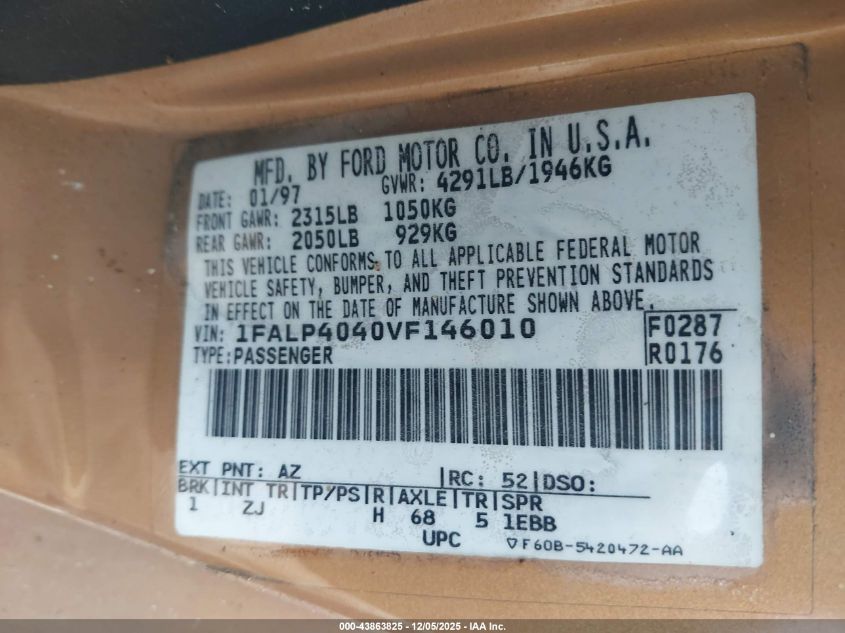 MFD. BY FORD MOTOR CO. IN U.S.A.
DATE: 01/97 GVWR: 4291LB/1946KG
FRONT GAWR: 2315LB 1050KG
REAR GAWR: 2050LB 929KG
THIS VEHICLE CONFORMS TO ALL APPLICABLE FEDERAL MOTOR
VEHICLE SAFETY, BUMPER, AND THEFT PREVENTION STANDARDS
IN EFFECT ON THE DATE OF MANUFACTURE SHOWN ABOVE.
VIN: 1FALP4040VF146010 F0287
TYPE: PASSENGER R0176
EXT PNT: AZ |RC: 52|DSO:
BRK|INT TR|TP/PS|R|AXLE|TR|SPR
1 ZJ H 68 5 1EBB
UPC ▽F60B-5420472-AA
000-43863825 - 12/05/2025 - IAA Inc.